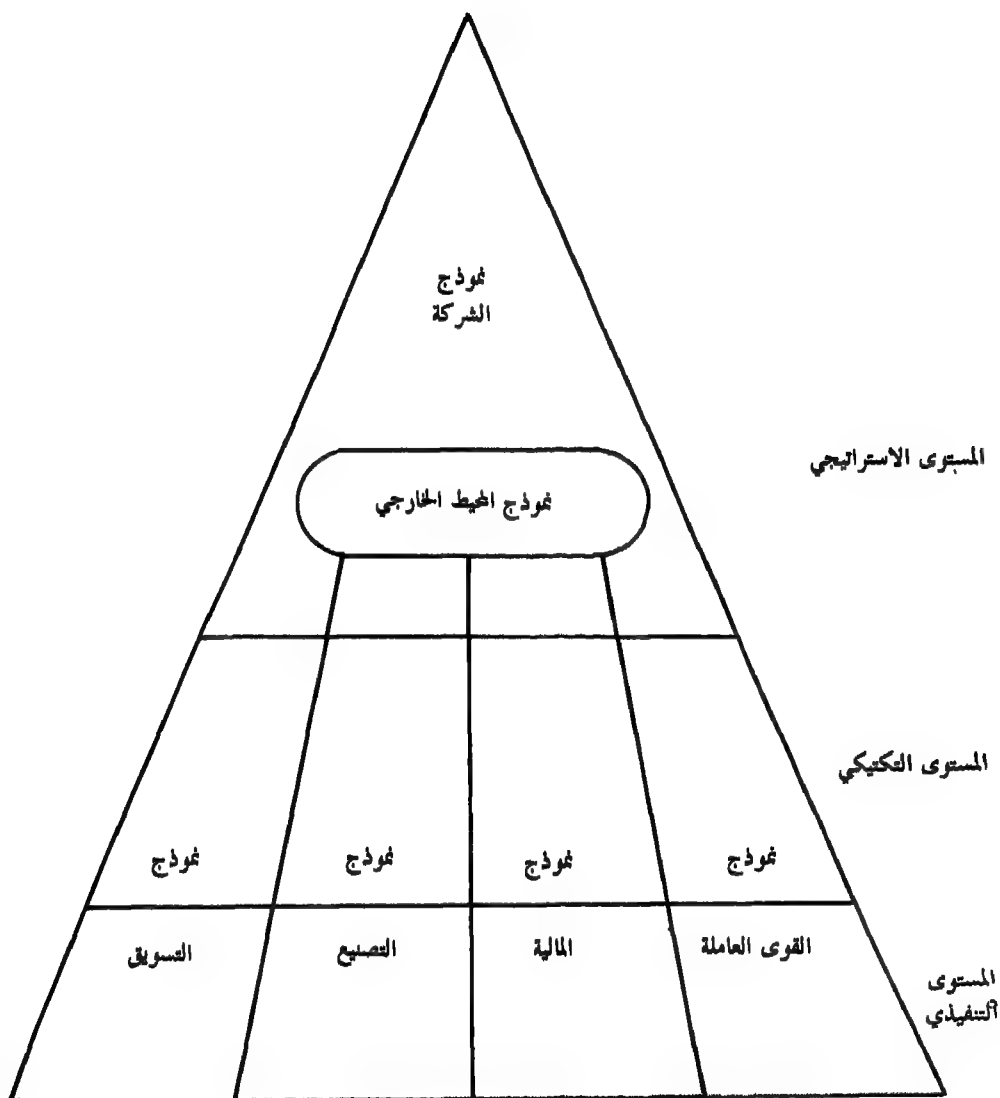 نموذج
الشركة
المستوى الاستراتيجي
نموذج المحيط الخارجي
المستوى التكتيكي
نموذج
نموذج
نموذج
نموذج
القوى العاملة
المالية
التصنيع
التسويق
المستوى
التنفيذي